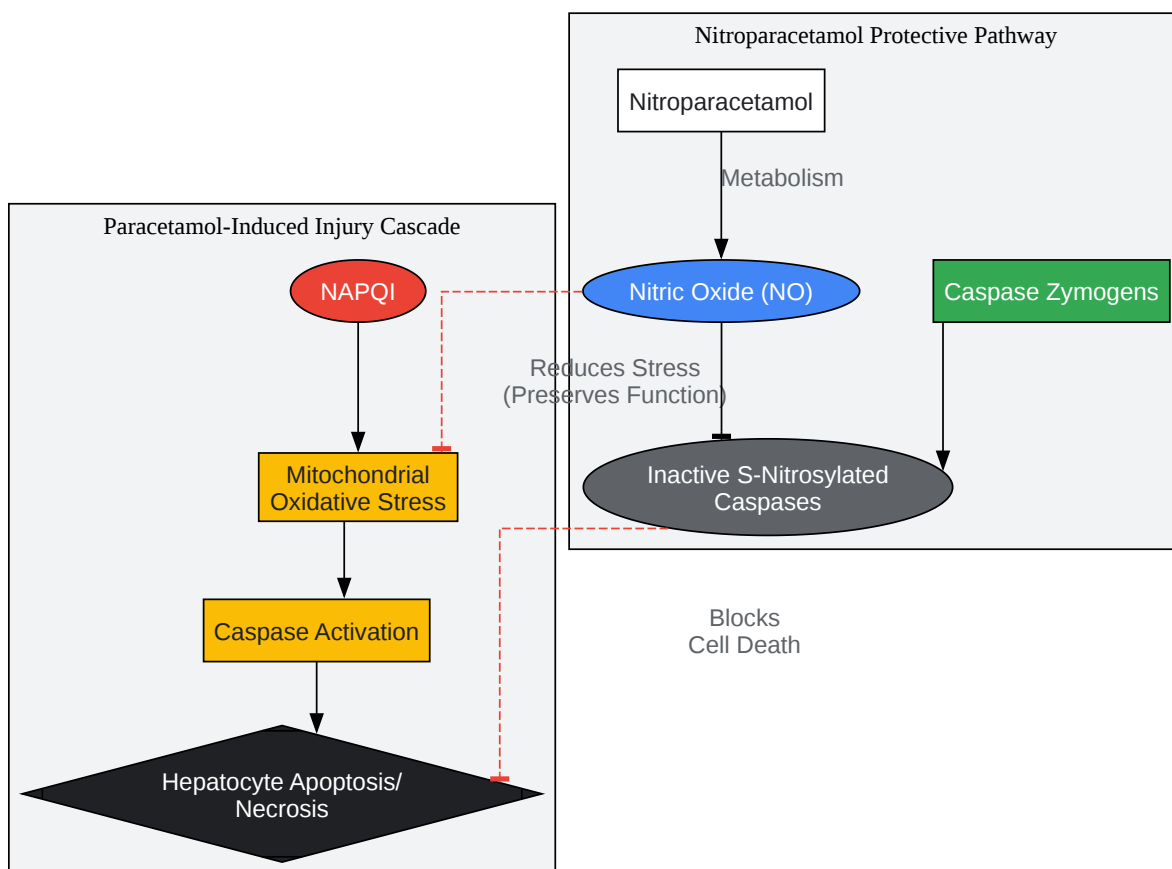 Nitroparacetamol Protective Pathway
Nitroparacetamol
Metabolism
Paracetamol-Induced Injury Cascade
NAPQI
Nitric Oxide (NO)
Caspase Zymogens
Reduces Stress
(Preserves Function)
Mitochondrial
Oxidative Stress
Inactive S-Nitrosylated
Caspases
Caspase Activation
Blocks
Cell Death
Hepatocyte Apoptosis/
Necrosis